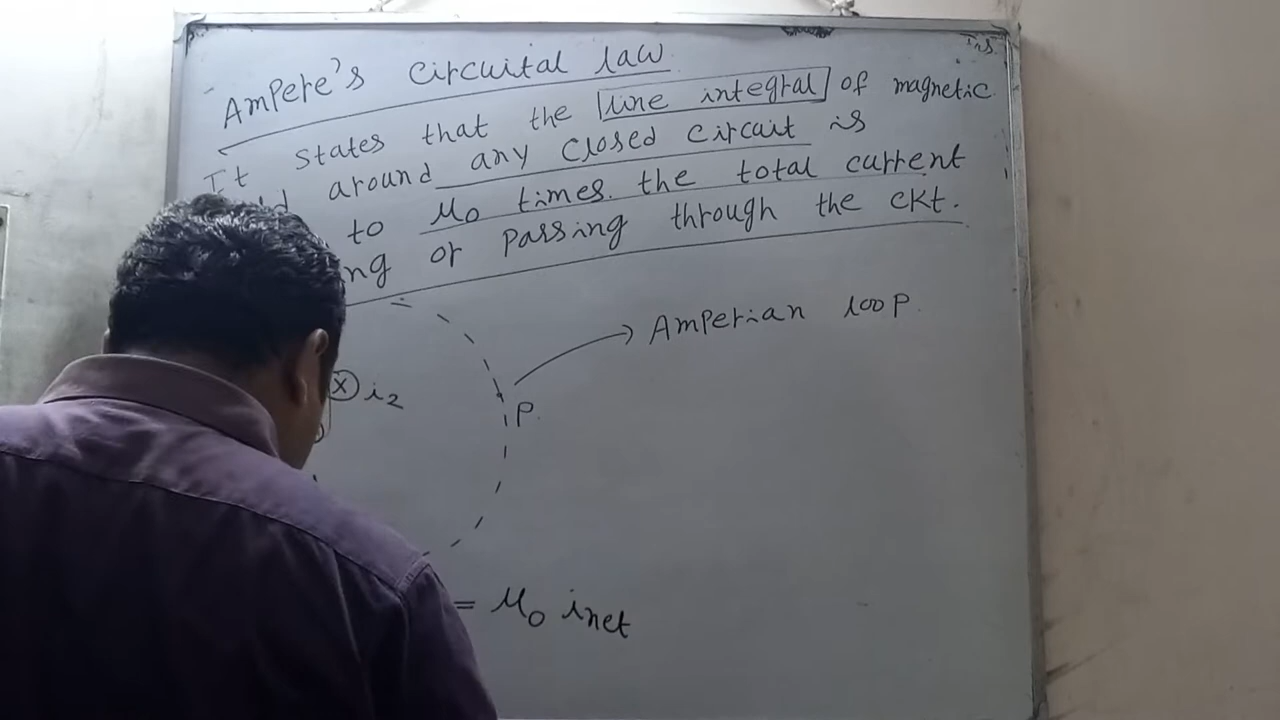 Ampere's circuital law
It states that the line integral of magnetic
around any closed circuit is
to μ0 times the total current
or passing through the ckt.
Amperian loop
i2
P
= μ0 inet